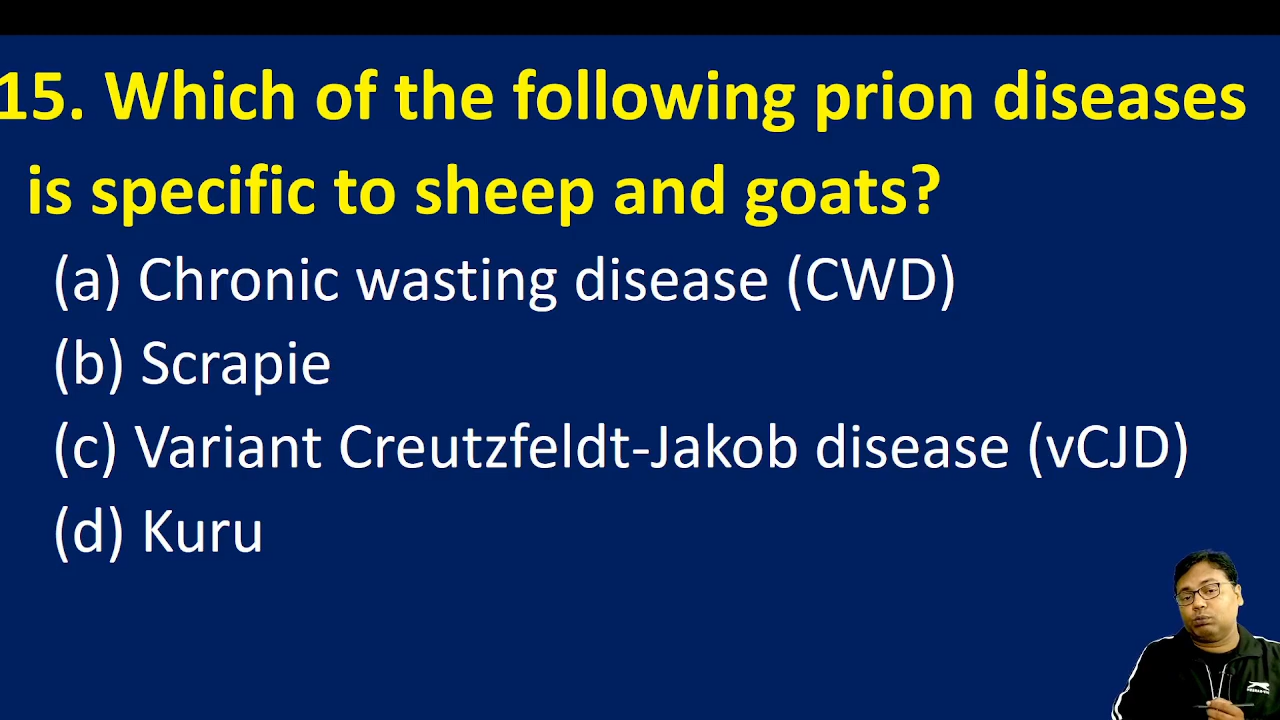 15. Which of the following prion diseases
is specific to sheep and goats?
(a) Chronic wasting disease (CWD)
(b) Scrapie
(c) Variant Creutzfeldt-Jakob disease (vCJD)
(d) Kuru